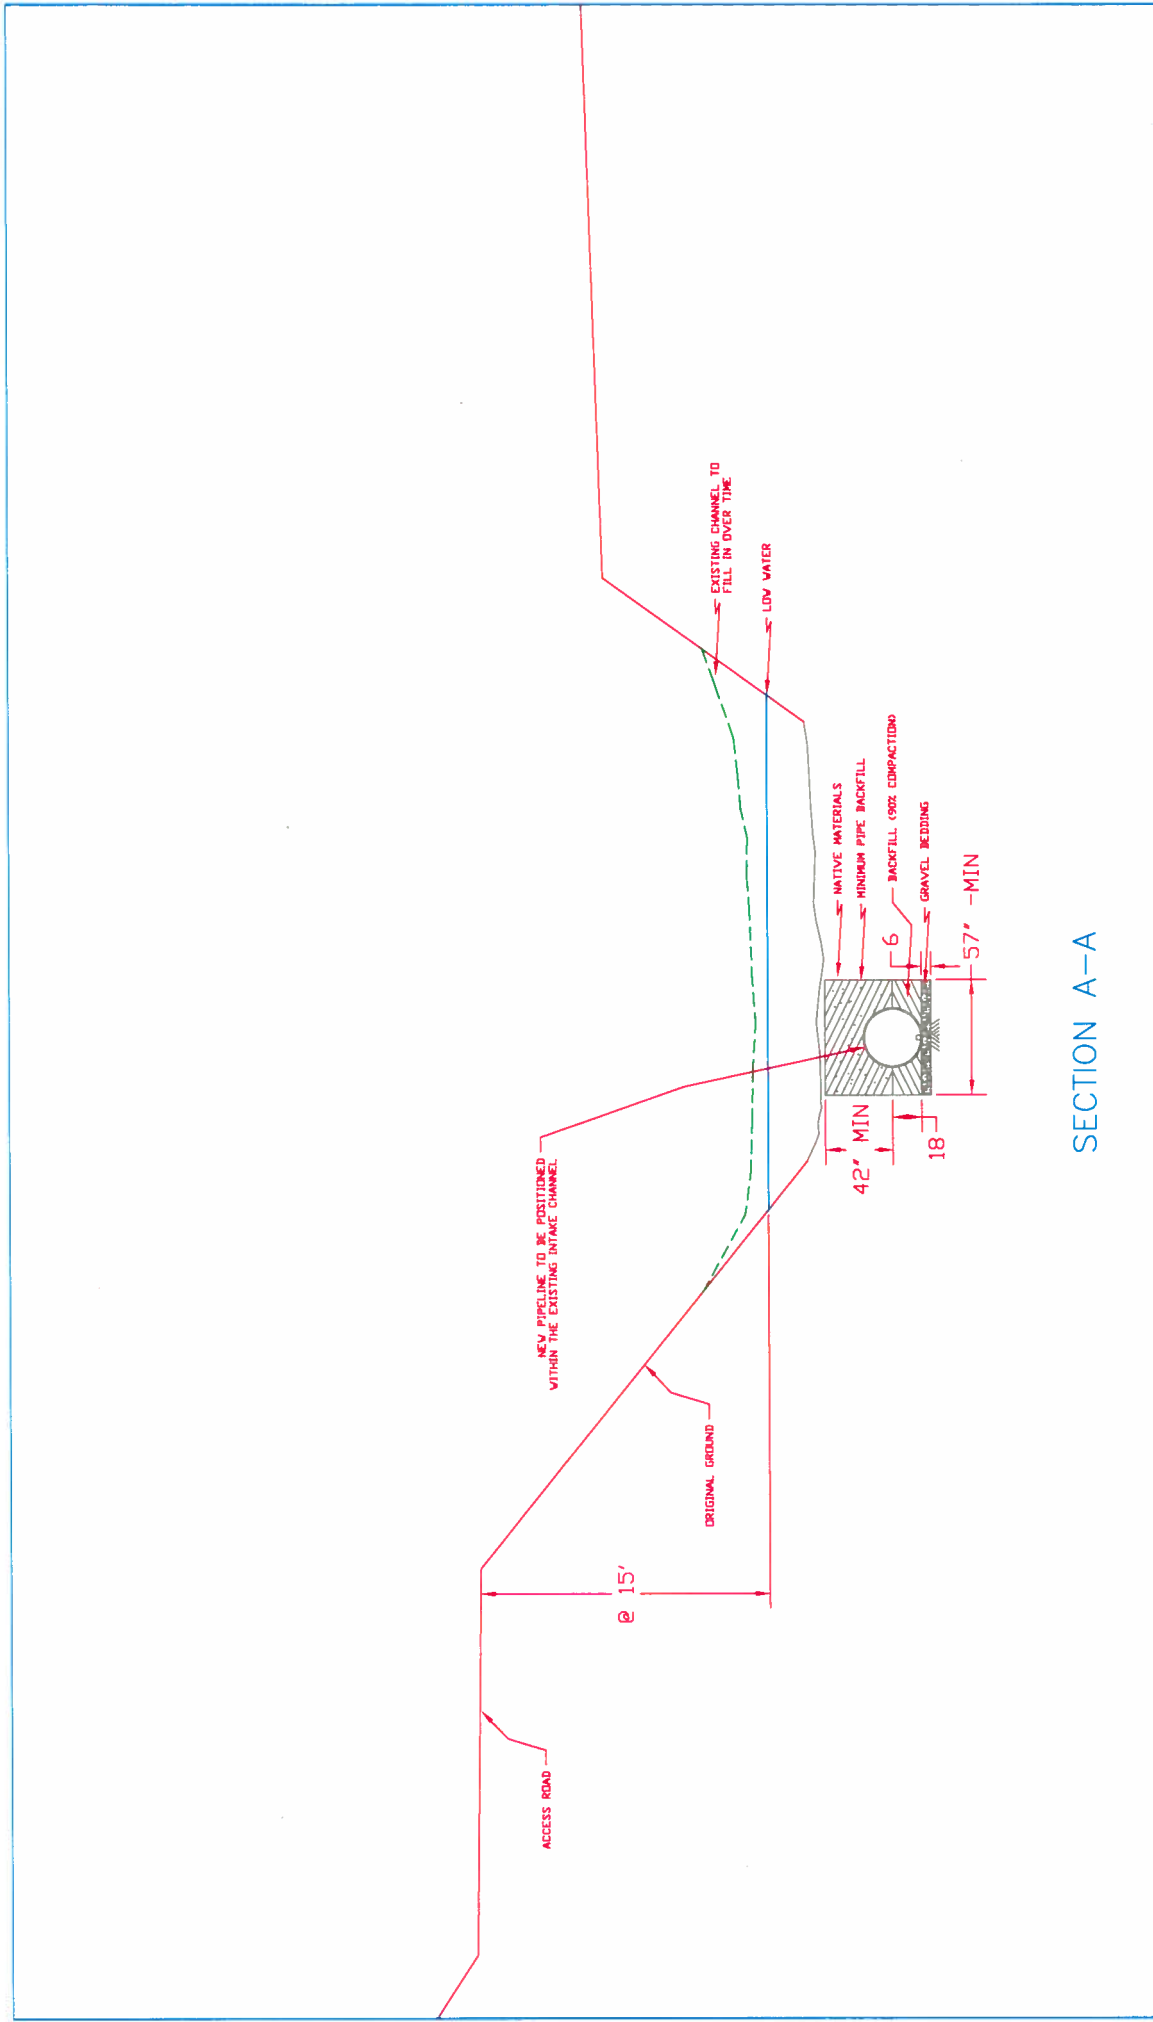 NEW PIPELINE TO BE POSITIONED
WITHIN THE EXISTING INTAKE CHANNEL
EXISTING CHANNEL TO
FILL IN OVER TIME
ACCESS ROAD
@ 15'
ORIGINAL GROUND
LOW WATER
NATIVE MATERIALS
MINIMUM PIPE BACKFILL
BACKFILL (90% COMPACTION)
GRAVEL BEDDING
42" MIN
6
18
57" -MIN
SECTION A-A